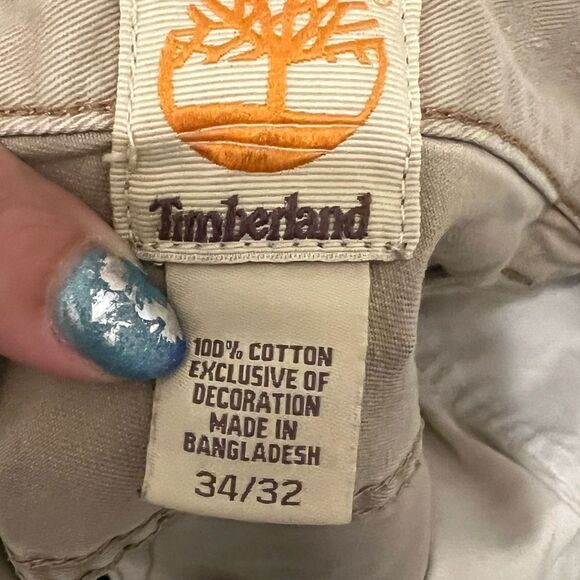 Timberland
100% COTTON
EXCLUSIVE OF
DECORATION
MADE IN
BANGLADESH
34/32